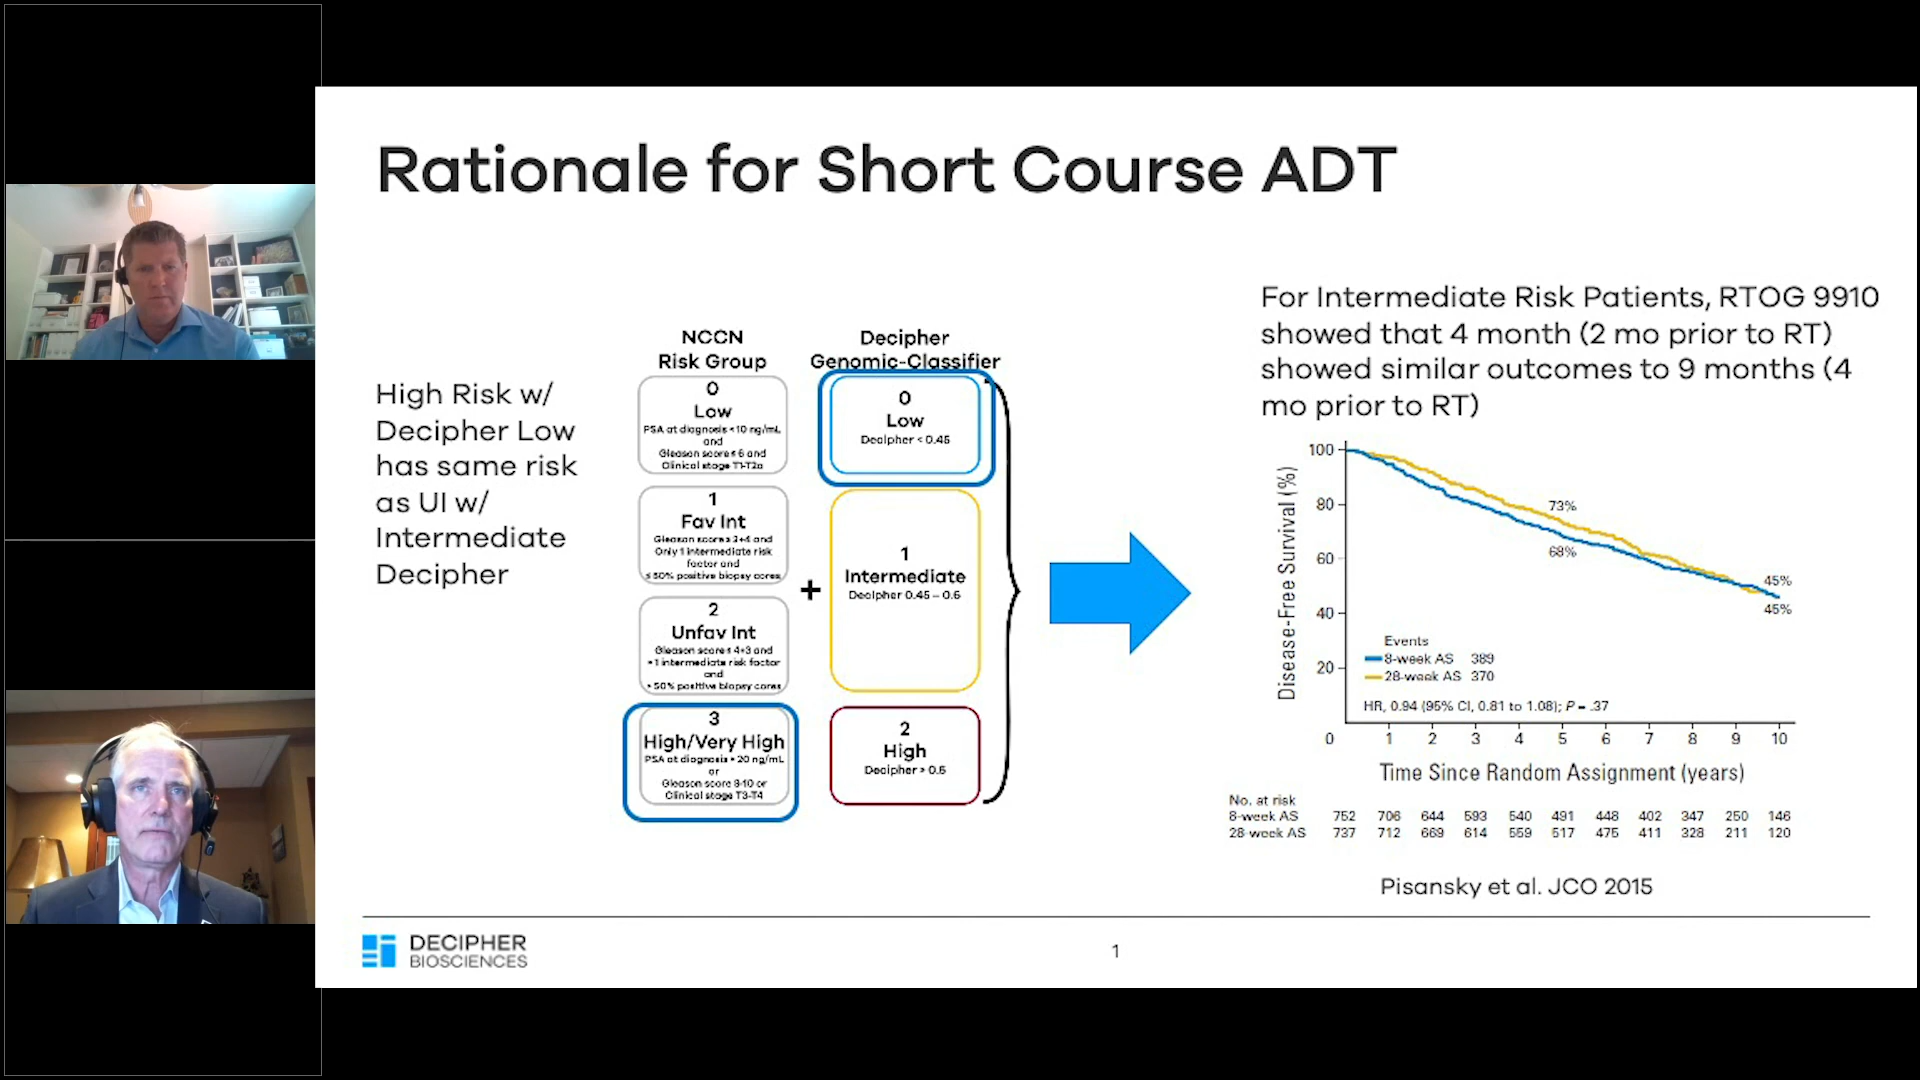 Rationale for Short Course ADT
High Risk w/
Decipher Low
has same risk
as UI w/
Intermediate
Decipher
NCCN
Risk Group
0
Low
PSA at diagnosis < 10 ng/mL
and
Gleason score ≤ 6 and
Clinical stage T1-T2a
1
Fav Int
Gleason score ≤ 3+4 and
Only 1 intermediate risk
factor and
≤ 50% positive biopsy cores
2
Unfav Int
Gleason score ≤ 4+3 and
1 intermediate risk factor
and
50% positive biopsy cores
3
High/Very High
PSA at diagnosis 20 ng/mL
or
Gleason score 8-10 or
Clinical stage T3-T4
+
Decipher
Genomic-Classifier
0
Low
Decipher < 0.45
1
Intermediate
Decipher 0.45 – 0.6
2
High
Decipher > 0.6
For Intermediate Risk Patients, RTOG 9910
showed that 4 month (2 mo prior to RT)
showed similar outcomes to 9 months (4
mo prior to RT)
Disease-Free Survival (%)
100
80
60
40
20
73%
68%
45%
45%
Events
8-week AS 389
28-week AS 370
HR, 0.94 (95% CI, 0.81 to 1.08); P = .37
0 1 2 3 4 5 6 7 8 9 10
Time Since Random Assignment (years)
No. at risk
8-week AS 752 706 644 593 540 491 448 402 347 250 146
28-week AS 737 712 669 614 559 517 475 411 328 211 120
Pisansky et al. JCO 2015
DECIPHER
BIOSCIENCES
1